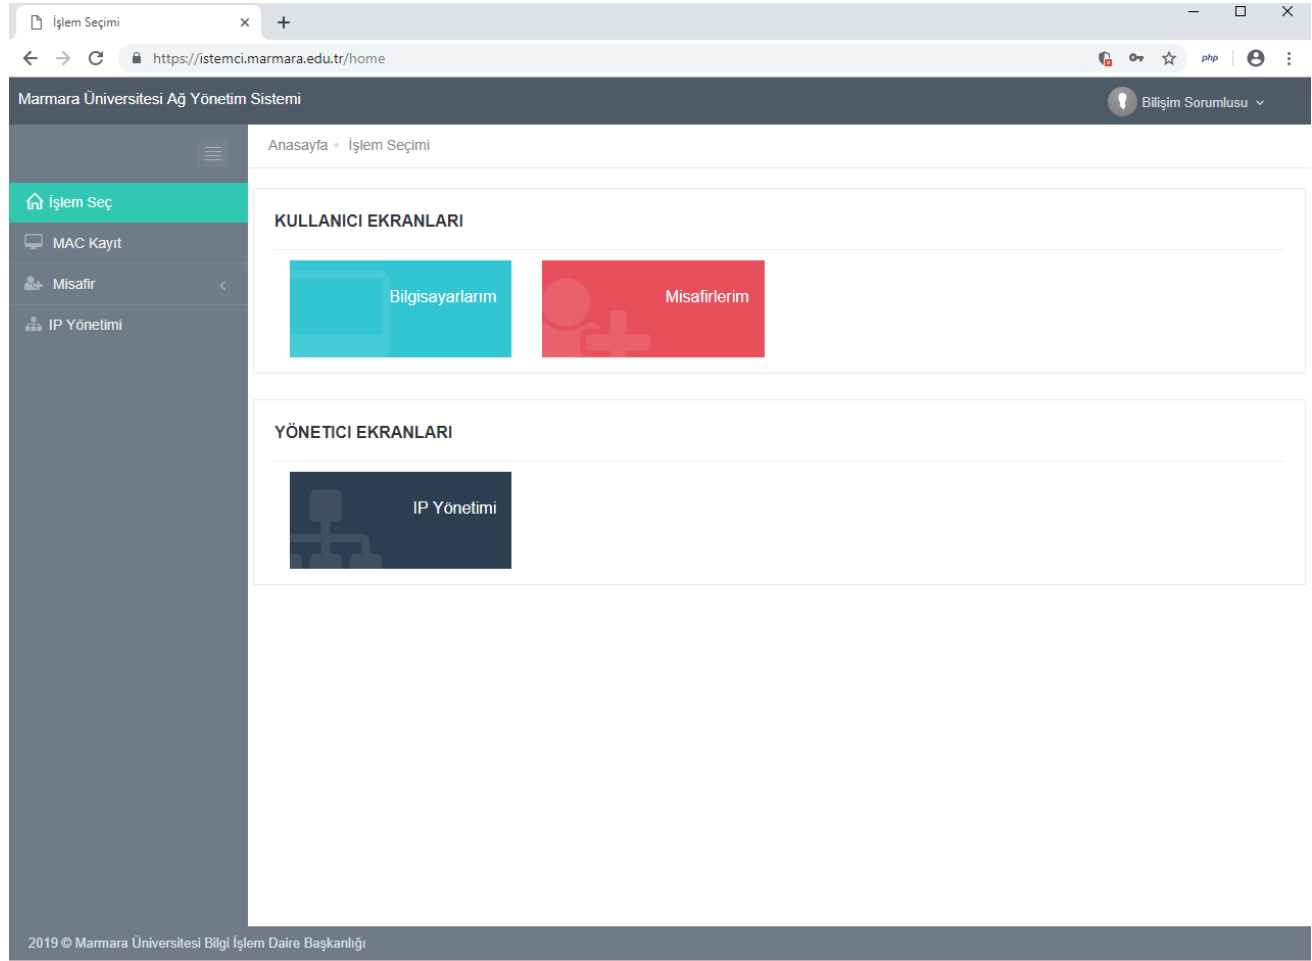 İşlem Seçimi
https://istemci.marmara.edu.tr/home
php
Marmara Üniversitesi Ağ Yönetim Sistemi
Bilişim Sorumlusu
Anasayfa
İşlem Seçimi
İşlem Seç
MAC Kayıt
Misafir
IP Yönetimi
KULLANICI EKRANLARI
Bilgisayarlarım
Misafirlerim
YÖNETICI EKRANLARI
IP Yönetimi
2019 © Marmara Üniversitesi Bilgi İşlem Daire Başkanlığı